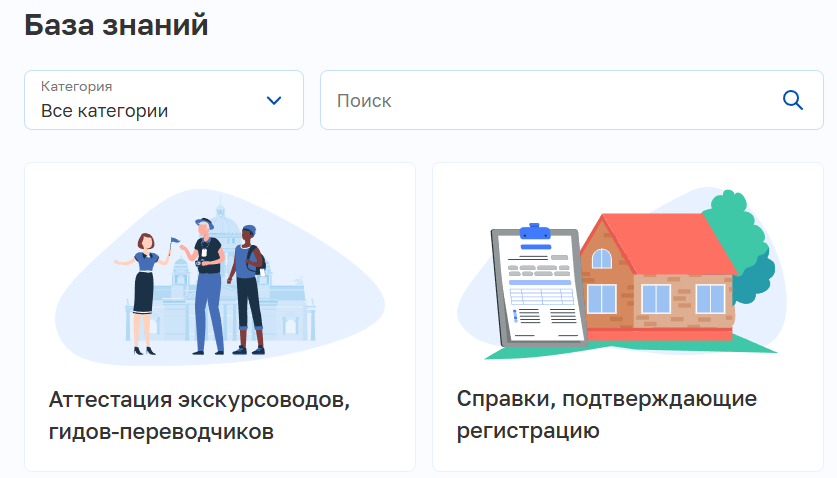 База знаний
Категория
Все категории
Поиск
Аттестация экскурсоводов,
гидов-переводчиков
Справки, подтверждающие
регистрацию